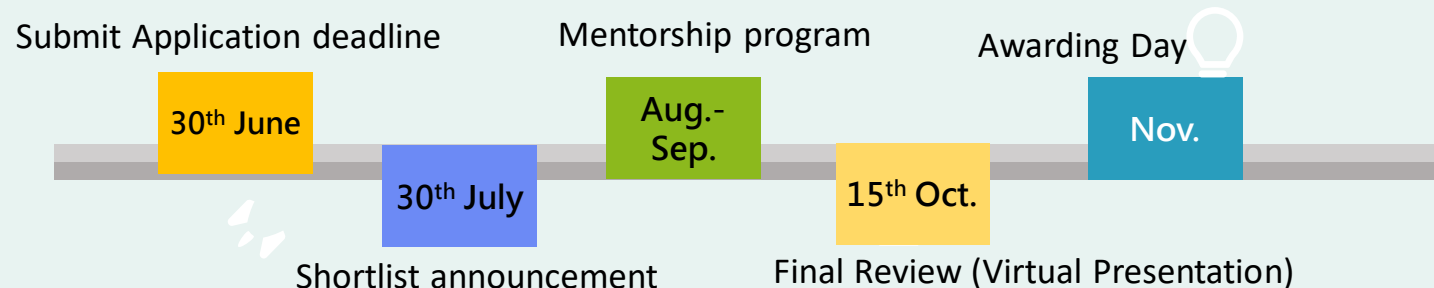 Submit Application deadline
30th June
30th July
Shortlist announcement
Mentorship program
Aug.-
Sep.
15th Oct.
Final Review (Virtual Presentation)
Awarding Day
Nov.